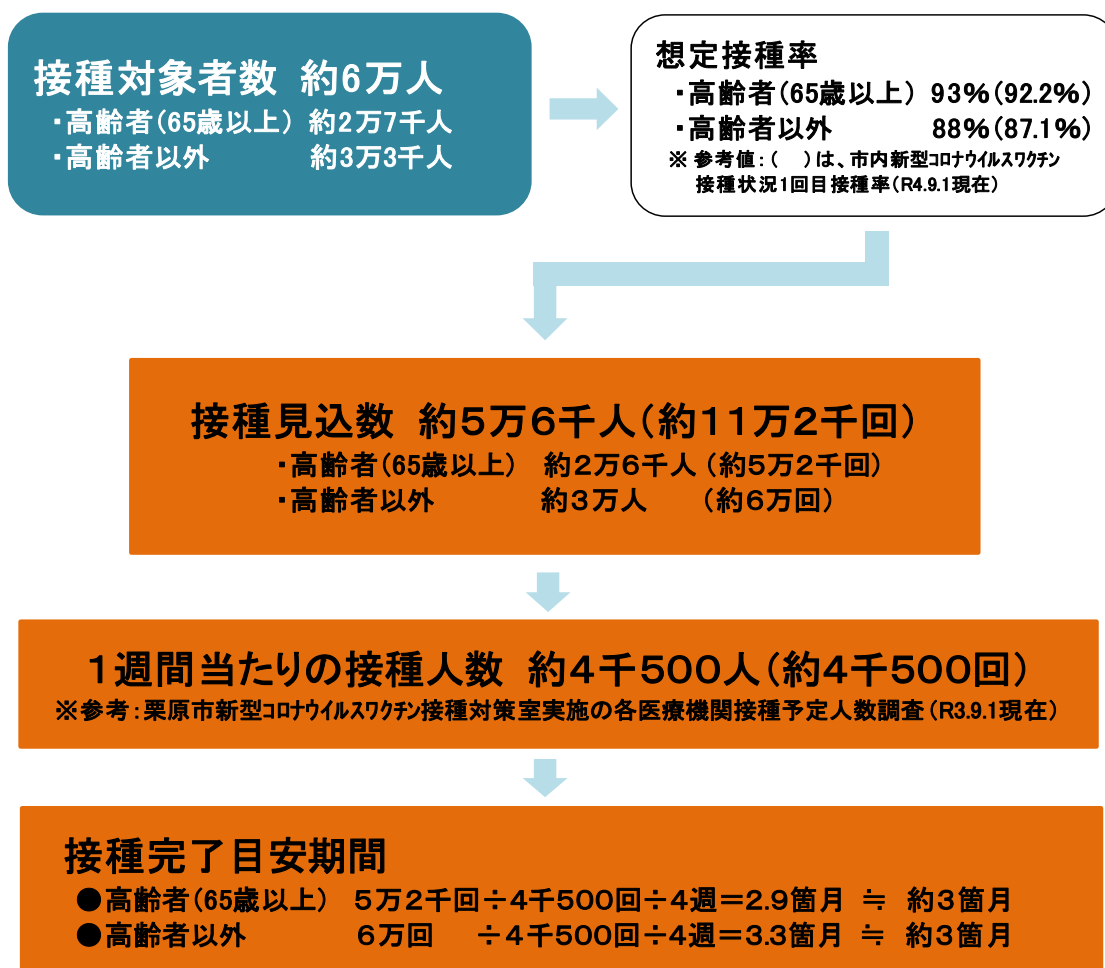 接種対象者数 約6万人
・高齢者(65歳以上) 約2万7千人
・高齢者以外 約3万3千人
想定接種率
・高齢者(65歳以上) 93%(92.2%)
・高齢者以外 88%(87.1%)
※ 参考値:( )は、市内新型コロナウイルスワクチン
接種状況1回目接種率(R4.9.1現在)
接種見込数 約5万6千人(約11万2千回)
・高齢者(65歳以上) 約2万6千人 (約5万2千回)
・高齢者以外 約3万人 (約6万回)
1週間当たりの接種人数 約4千500人(約4千500回)
※参考:栗原市新型コロナウイルスワクチン接種対策室実施の各医療機関接種予定人数調査(R3.9.1現在)
接種完了目安期間
●高齢者(65歳以上) 5万2千回÷4千500回÷4週=2.9箇月 ≒ 約3箇月
●高齢者以外 6万回 ÷4千500回÷4週=3.3箇月 ≒ 約3箇月